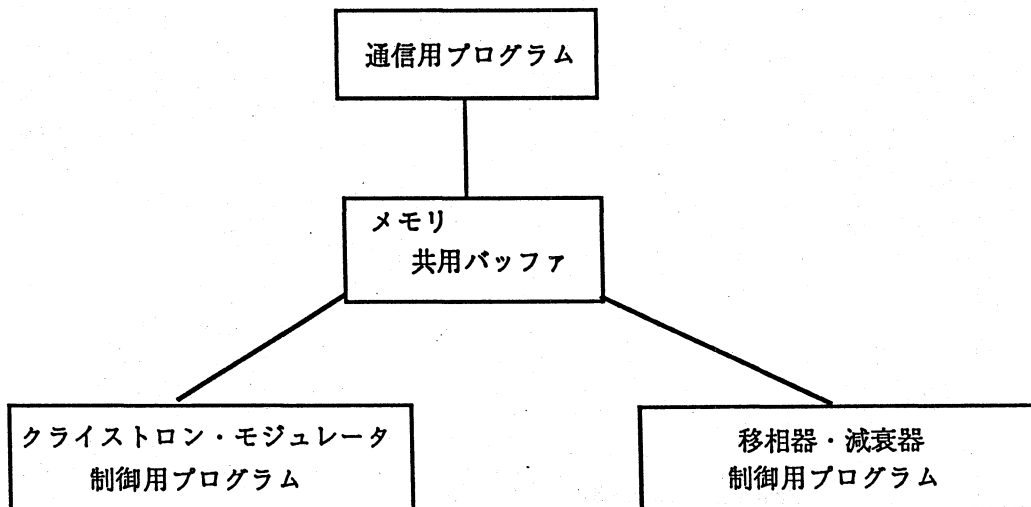 通信用プログラム
メモリ
共用バッファ
クライストロン・モジュレータ
制御用プログラム
移相器・減衰器
制御用プログラム